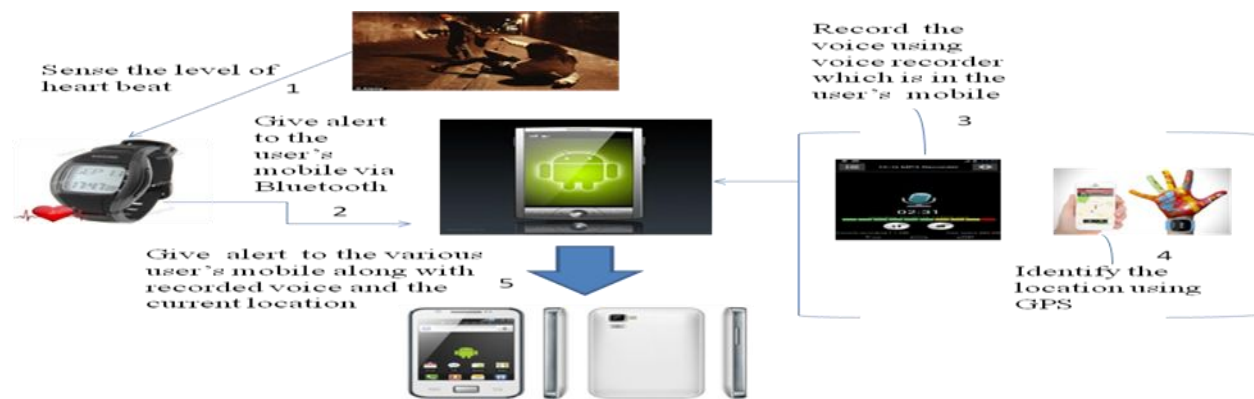 Sense the level of
heart beat
1
Give alert
to the
user's
mobile via
Bluetooth
2
Record the
voice using
voice recorder
which is in the
user's mobile
3
02:31
4
Identify the
location using
GPS
Give alert to the various
user's mobile along with
recorded voice and the
current location
5